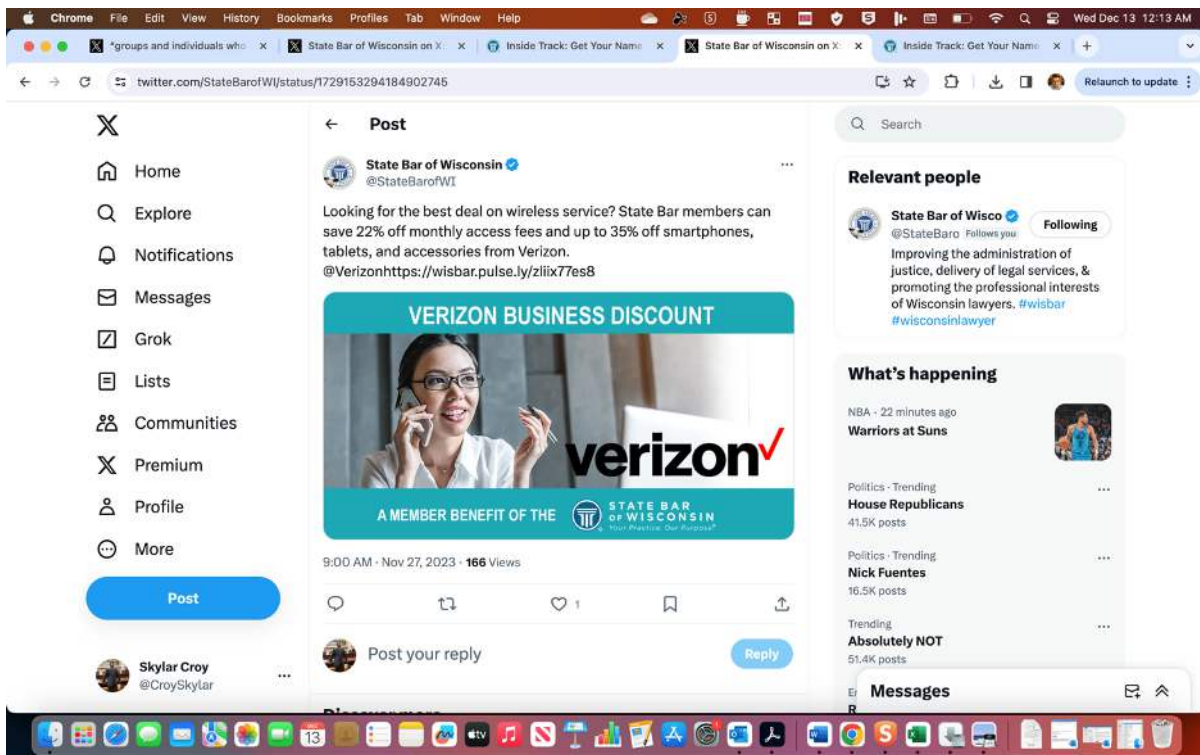 Chrome File Edit View History Bookmarks Profiles Tab Window Help
Wed Dec 13 12:13 AM
*groups and individuals who
State Bar of Wisconsin on X:
Inside Track: Get Your Name
State Bar of Wisconsin on X:
Inside Track: Get Your Name
twitter.com/StateBarofWI/status/1729153294184902745
Relaunch to update
Home
Explore
Notifications
Messages
Grok
Lists
Communities
Premium
Profile
More
Post
Skylar Croy
@CroySkylar
Post
State Bar of Wisconsin
@StateBarofWI
Looking for the best deal on wireless service? State Bar members can
save 22% off monthly access fees and up to 35% off smartphones,
tablets, and accessories from Verizon.
@Verizonhttps://wisbar.pulse.ly/zliix77es8
VERIZON BUSINESS DISCOUNT
verizon
A MEMBER BENEFIT OF THE
STATE BAR
OF WISCONSIN
Your Practice. Our Purpose.®
9:00 AM · Nov 27, 2023 · 166 Views
1
Post your reply
Reply
Search
Relevant people
State Bar of Wisco
@StateBaro Follows you
Following
Improving the administration of
justice, delivery of legal services, &
promoting the professional interests
of Wisconsin lawyers. #wisbar
#wisconsinlawyer
What's happening
NBA · 22 minutes ago
Warriors at Suns
Politics · Trending
House Republicans
41.5K posts
Politics · Trending
Nick Fuentes
16.5K posts
Trending
Absolutely NOT
51.4K posts
Messages
13
tv